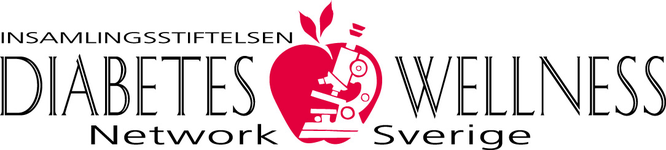 INSAMLINGSSTIFTELSEN
DIABETES WELLNESS
Network Sverige